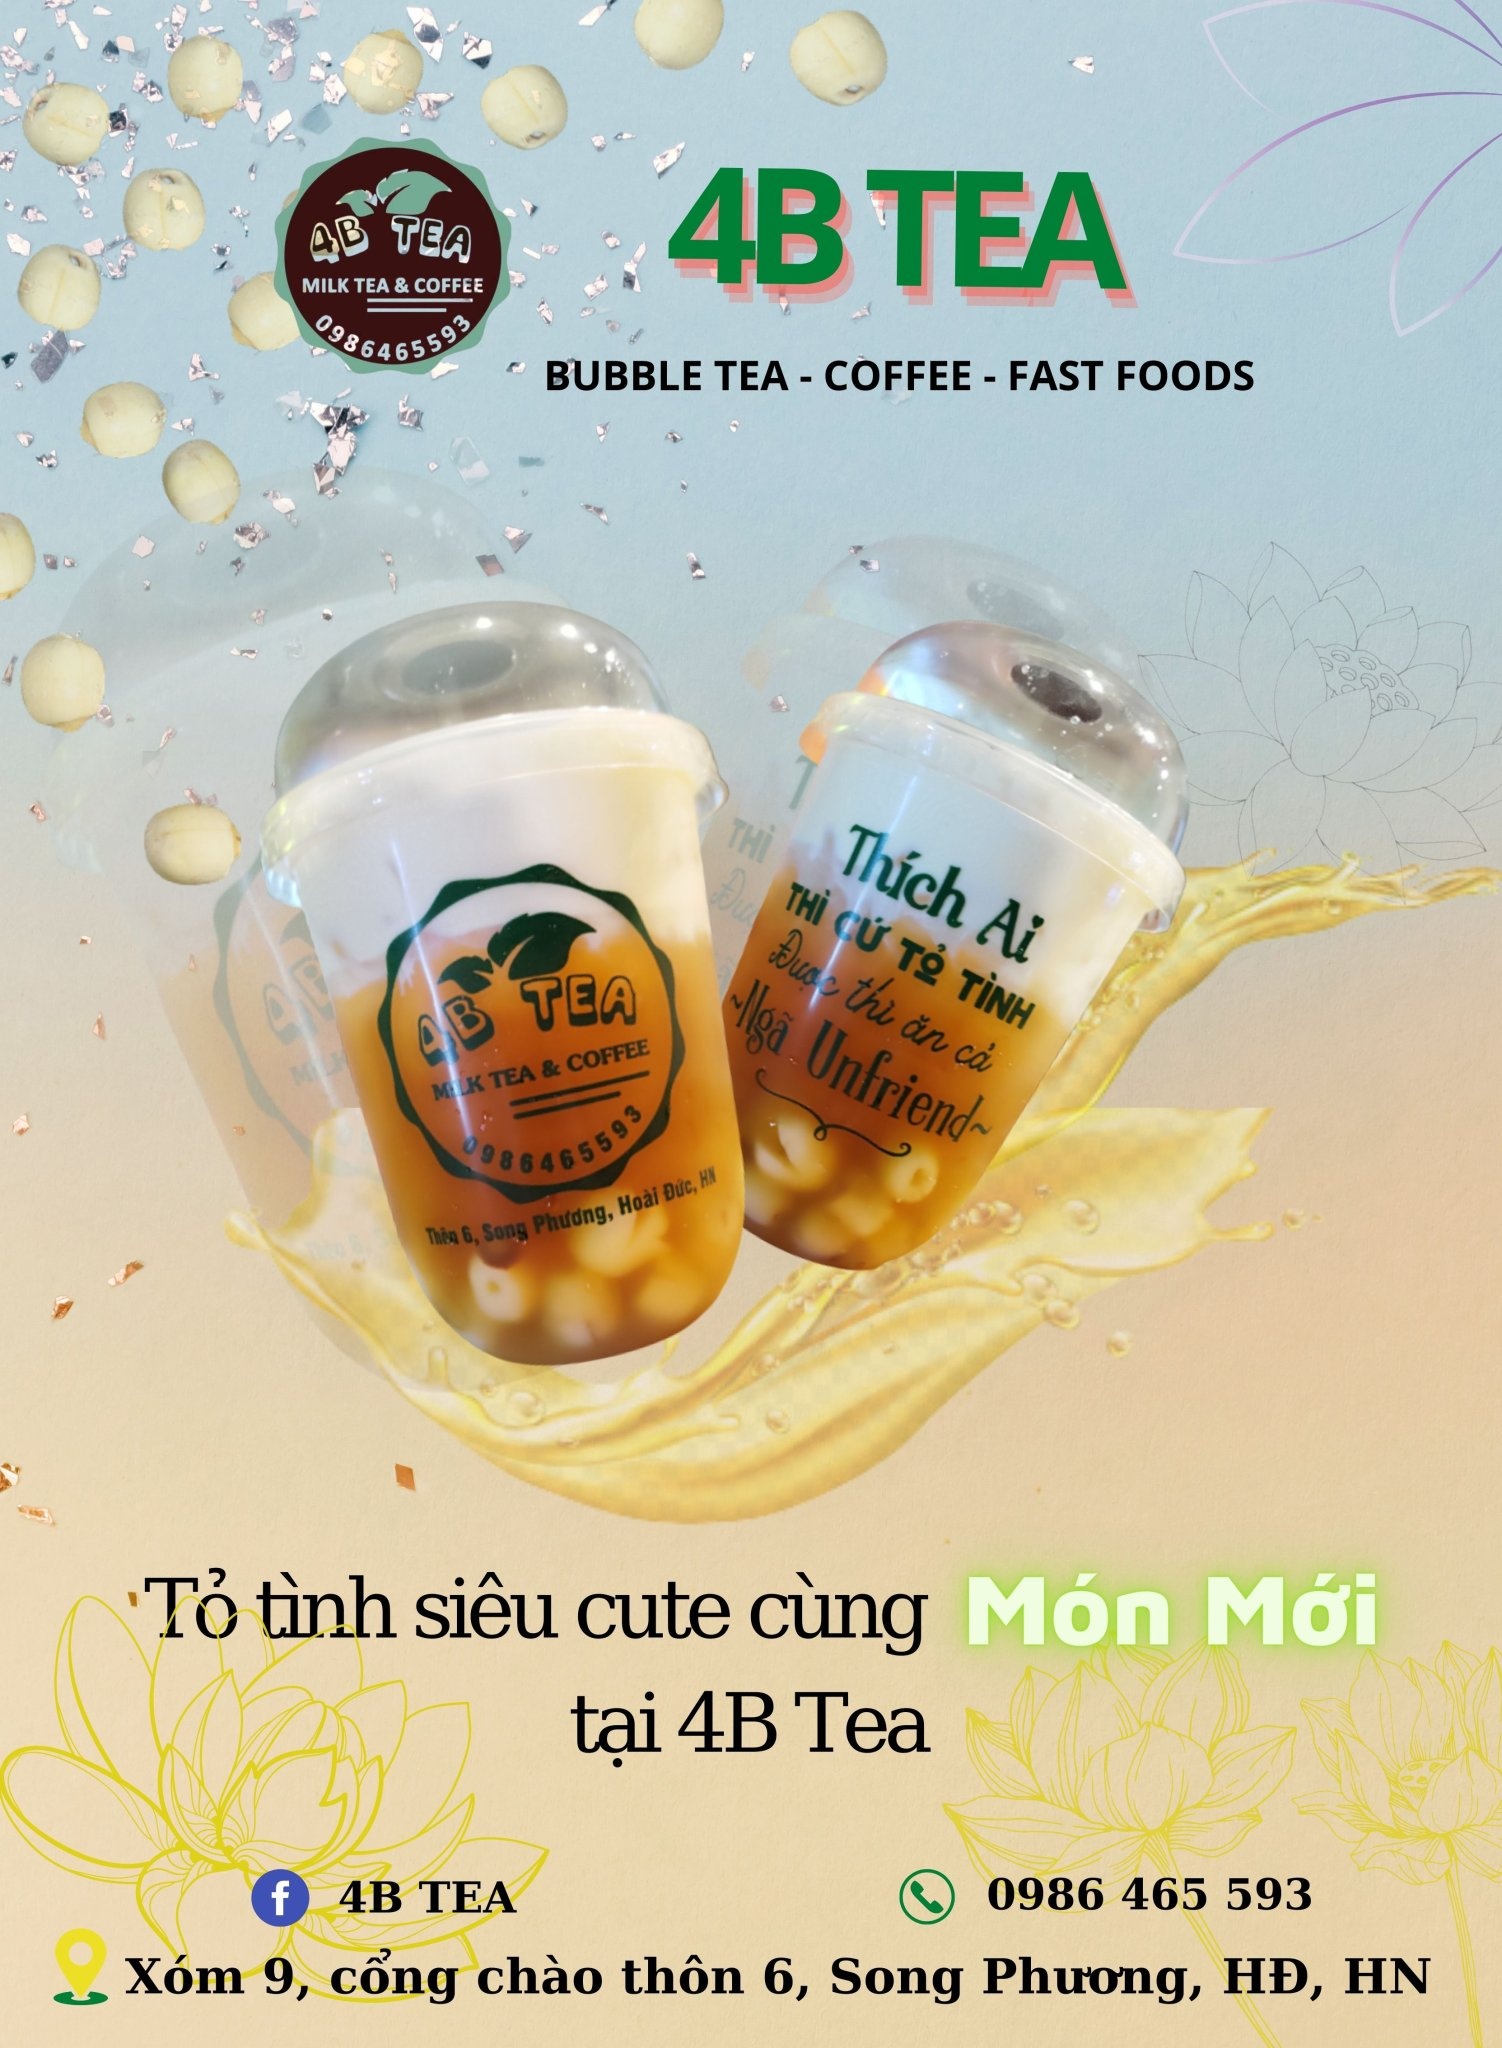 4B TEA
MILK TEA & COFFEE
0986465593
4B TEA
BUBBLE TEA - COFFEE - FAST FOODS
4B TEA
MILK TEA & COFFEE
0986465593
Thôn 6, Song Phương, Hoài Đức, HN
Thích Ai
THÌ CỨ TỎ TÌNH
Được thì ăn cả
~Ngã Unfriend~
Tỏ tình siêu cute cùng Món Mới
tại 4B Tea
4B TEA
0986 465 593
Xóm 9, cổng chào thôn 6, Song Phương, HĐ, HN